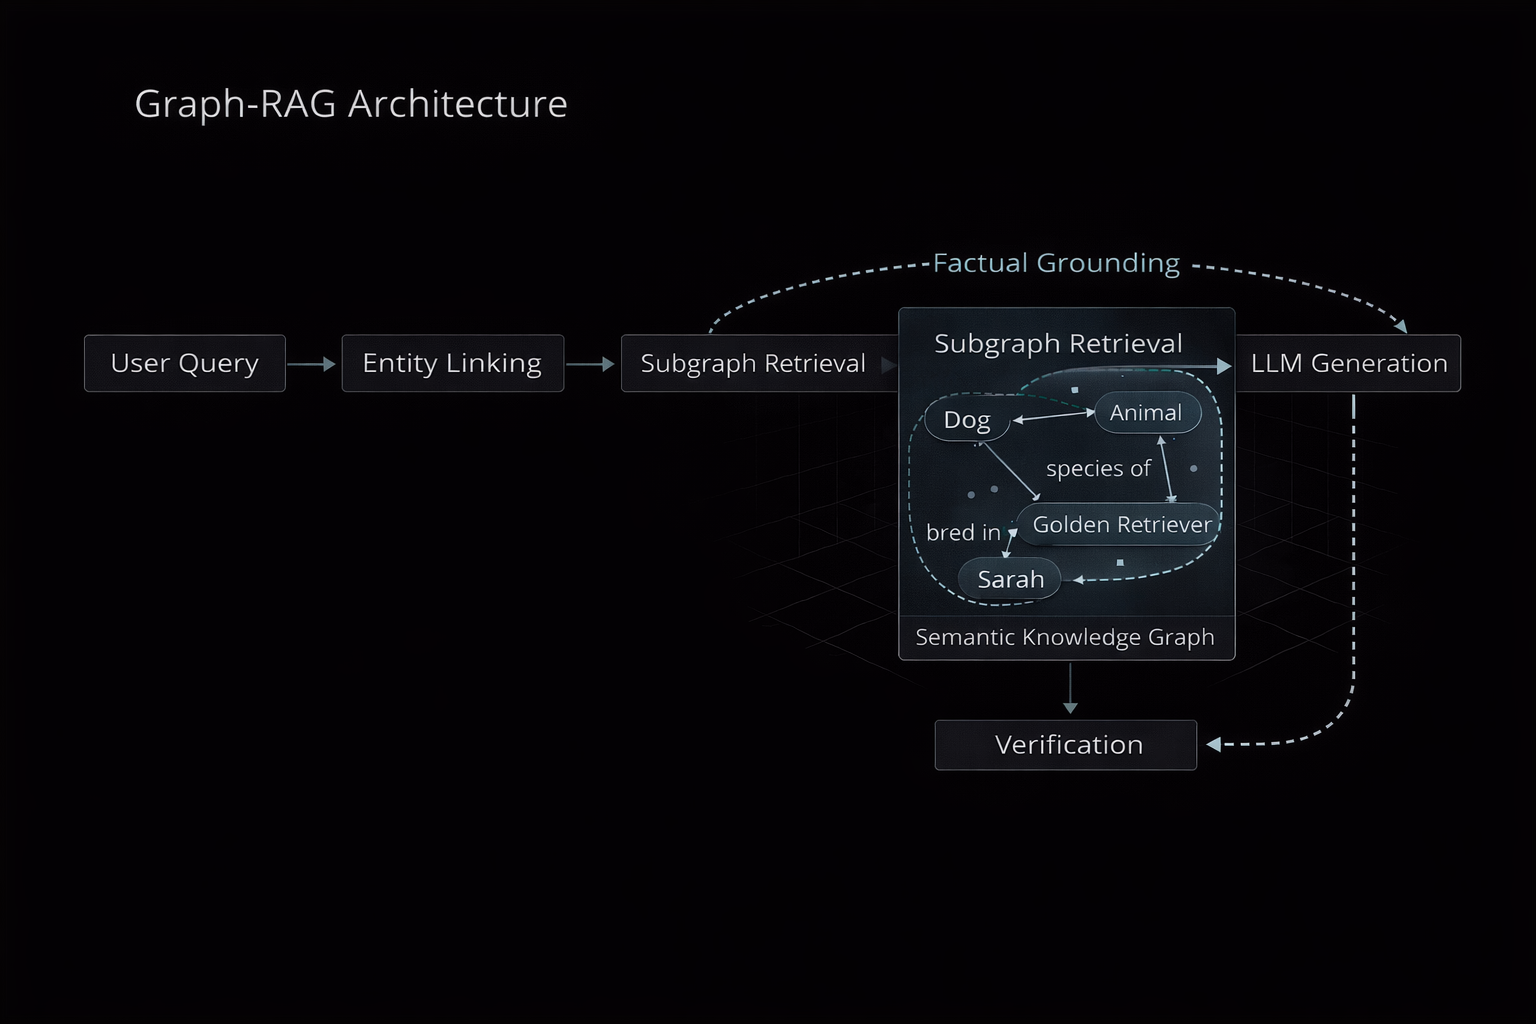 Graph-RAG Architecture
Factual Grounding
User Query
Entity Linking
Subgraph Retrieval
Subgraph Retrieval
LLM Generation
Dog
Animal
species of
Golden Retriever
bred in
Sarah
Semantic Knowledge Graph
Verification